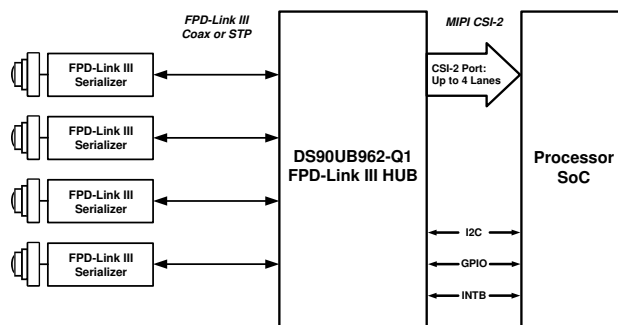 FPD-Link III
Coax or STP
MIPI CSI-2
FPD-Link III
Serializer
CSI-2 Port:
Up to 4 Lanes
FPD-Link III
Serializer
DS90UB962-Q1
FPD-Link III HUB
Processor
SoC
FPD-Link III
Serializer
I2C
FPD-Link III
Serializer
GPIO
INTB